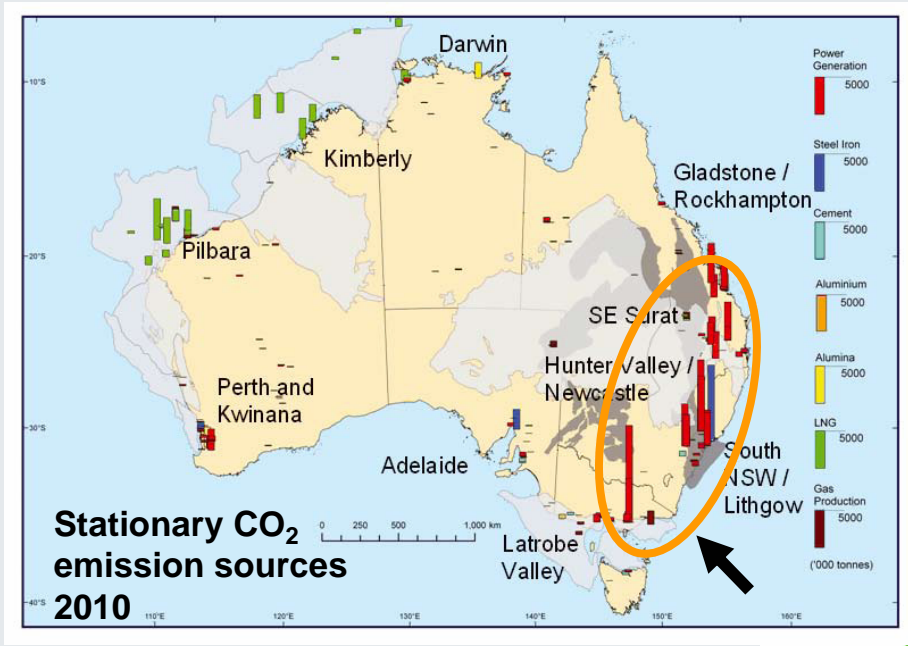 Darwin
Kimberly
Pilbara
Gladstone /
Rockhampton
SE Surat
Hunter Valley /
Newcastle
Perth and
Kwinana
Adelaide
South
NSW /
Lithgow
Latrobe
Valley
Stationary CO₂
emission sources
2010
0 250 500 1,000 km
Power
Generation
5000
Steel Iron
5000
Cement
5000
Aluminium
5000
Alumina
5000
LNG
5000
Gas
Production
5000
('000 tonnes)
10°S
20°S
30°S
40°S
110°E 120°E 130°E 140°E 150°E 160°E